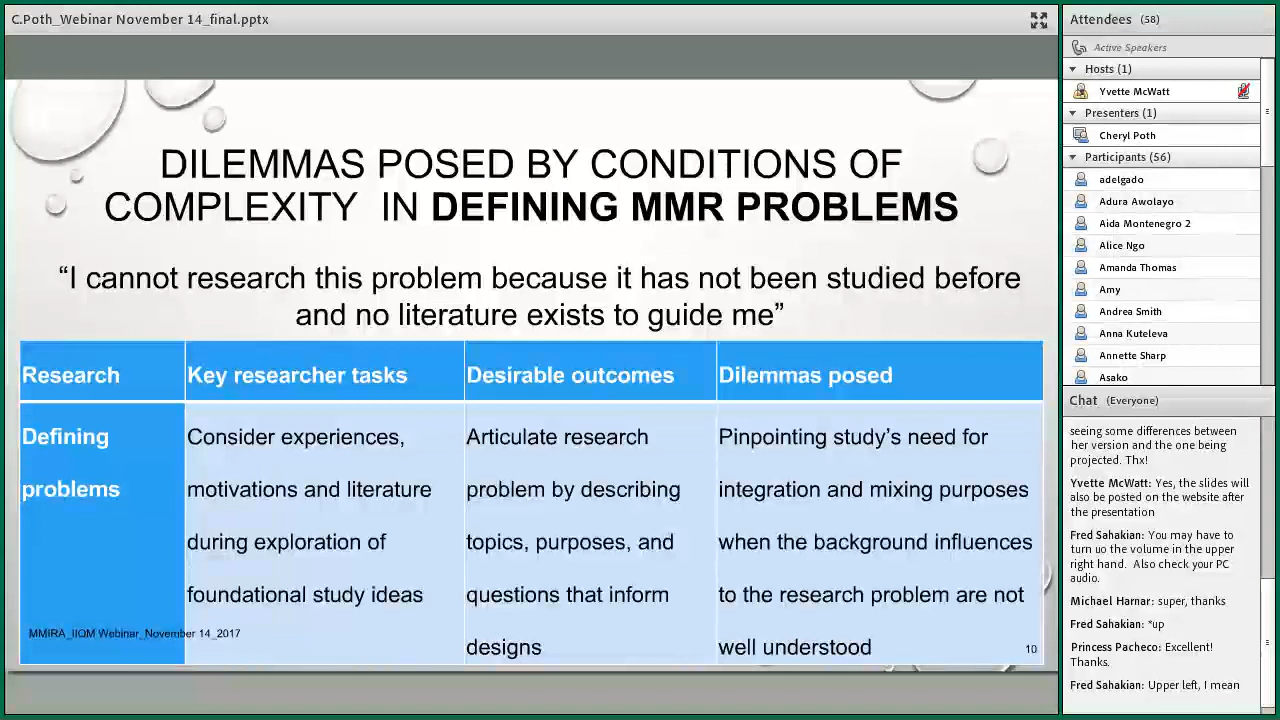 C.Poth_Webinar November 14_final.pptx
DILEMMAS POSED BY CONDITIONS OF
COMPLEXITY IN DEFINING MMR PROBLEMS
“I cannot research this problem because it has not been studied before
and no literature exists to guide me”
Research
Key researcher tasks
Desirable outcomes
Dilemmas posed
Defining
problems
Consider experiences,
motivations and literature
during exploration of
foundational study ideas
Articulate research
problem by describing
topics, purposes, and
questions that inform
designs
Pinpointing study’s need for
integration and mixing purposes
when the background influences
to the research problem are not
well understood
MMIRA_IIQM Webinar_November 14_2017
10
Attendees (58)
Active Speakers
Hosts (1)
Yvette McWatt
Presenters (1)
Cheryl Poth
Participants (56)
adelgado
Adura Awolayo
Aida Montenegro 2
Alice Ngo
Amanda Thomas
Amy
Andrea Smith
Anna Kuteleva
Annette Sharp
Asako
Chat (Everyone)
seeing some differences between
her version and the one being
projected. Thx!
Yvette McWatt: Yes, the slides will
also be posted on the website after
the presentation
Fred Sahakian: You may have to
turn uo the volume in the upper
right hand. Also check your PC
audio.
Michael Harnar: super, thanks
Fred Sahakian: *up
Princess Pacheco: Excellent!
Thanks.
Fred Sahakian: Upper left, I mean